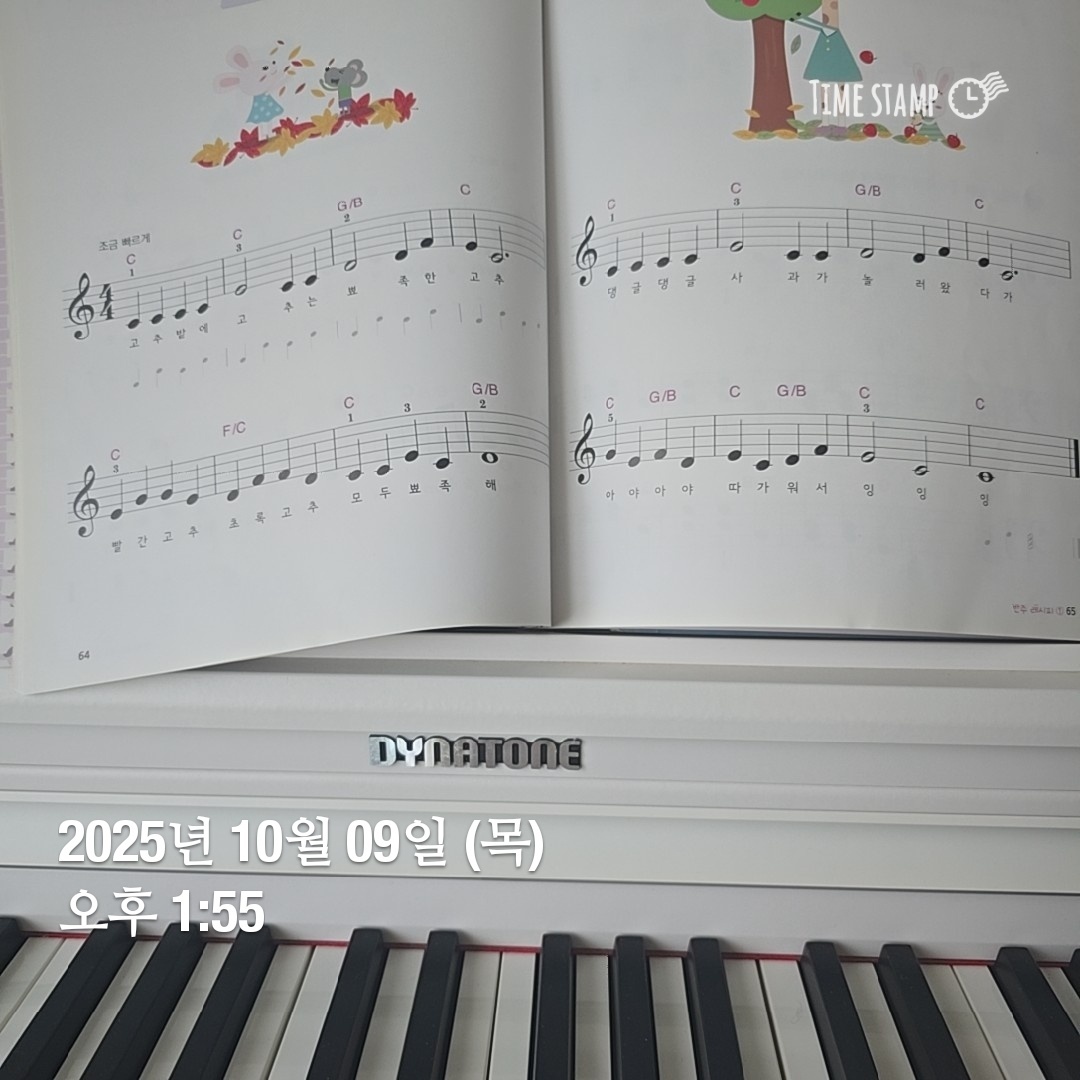 TIME STAMP
조금 빠르게
C C G/B C
1 3 2
4/4
고 추 밭 에 고 추 는 뾰 족 한 고 추
C F/C C G/B
3 1 3 2
빨 간 고 추 초 록 고 추 모 두 뾰 족 해
64
C C G/B C
1 3
댕 글 댕 글 사 과 가 놀 러 왔 다 가
C G/B C G/B C C
5 3
아 야 아 야 따 가 워 서 잉 잉 잉
반주 레시피 ① 65
DYNATONE
2025년 10월 09일 (목)
오후 1:55